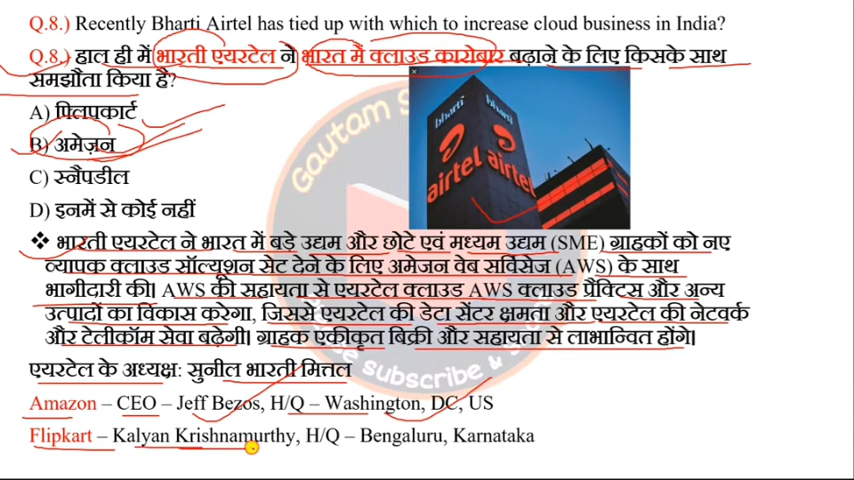 Q.8.) Recently Bharti Airtel has tied up with which to increase cloud business in India?
Q.8.) हाल ही में भारती एयरटेल ने भारत में क्लाउड कारोबार बढ़ाने के लिए किसके साथ
समझौता किया है?
A) फ्लिपकार्ट
B) अमेज़न
C) स्नैपडील
D) इनमें से कोई नहीं
bharti bharti
airtel airtel
Gautam
❖ भारती एयरटेल ने भारत में बड़े उद्यम और छोटे एवं मध्यम उद्यम (SME) ग्राहकों को नए
व्यापक क्लाउड सॉल्यूशन सेट देने के लिए अमेजन वेब सर्विसेज (AWS) के साथ
भागीदारी की। AWS की सहायता से एयरटेल क्लाउड AWS क्लाउड प्रैक्टिस और अन्य
उत्पादों का विकास करेगा, जिससे एयरटेल की डेटा सेंटर क्षमता और एयरटेल की नेटवर्क
और टेलीकॉम सेवा बढ़ेगी। ग्राहक एकीकृत बिक्री और सहायता से लाभान्वित होंगे।
एयरटेल के अध्यक्ष: सुनील भारती मित्तल
subscribe &
Amazon – CEO – Jeff Bezos, H/Q – Washington, DC, US
Flipkart – Kalyan Krishnamurthy, H/Q – Bengaluru, Karnataka